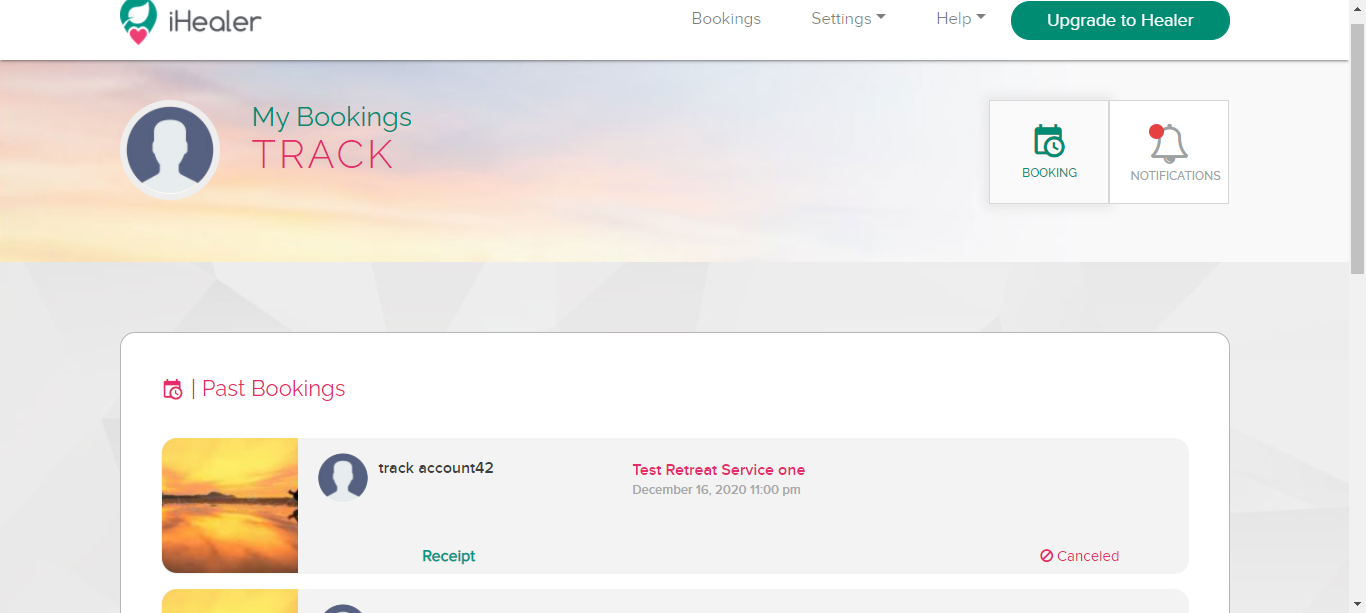 iHealer
Bookings
Settings
Help
Upgrade to Healer
My Bookings
TRACK
BOOKING
NOTIFICATIONS
| Past Bookings
track account42
Test Retreat Service one
December 16, 2020 11:00 pm
Receipt
Canceled